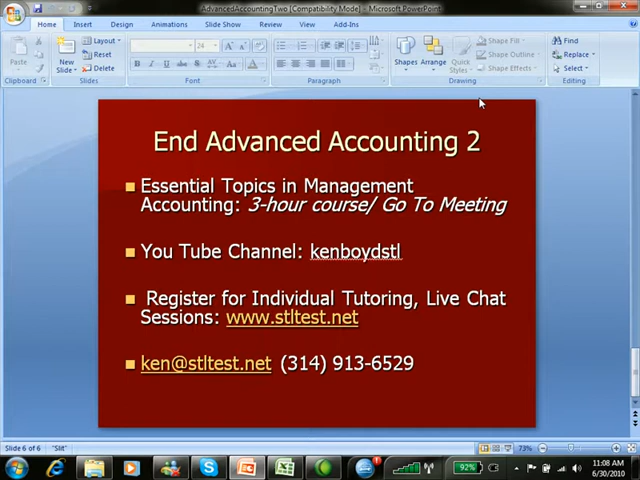 AdvancedAccountingTwo [Compatibility Mode] - Microsoft PowerPoint
Home Insert Design Animations Slide Show Review View Add-Ins
Paste
New Slide
Layout
Reset
Delete
Shapes Arrange Quick Styles
Shape Fill
Shape Outline
Shape Effects
Find
Replace
Select
Clipboard Slides Font Paragraph Drawing Editing
End Advanced Accounting 2
Essential Topics in Management
Accounting: 3-hour course/ Go To Meeting
You Tube Channel: kenboydstl
Register for Individual Tutoring, Live Chat
Sessions: www.stltest.net
ken@stltest.net (314) 913-6529
Slide 6 of 6 "Slit" 73%
92%
11:08 AM
6/30/2010